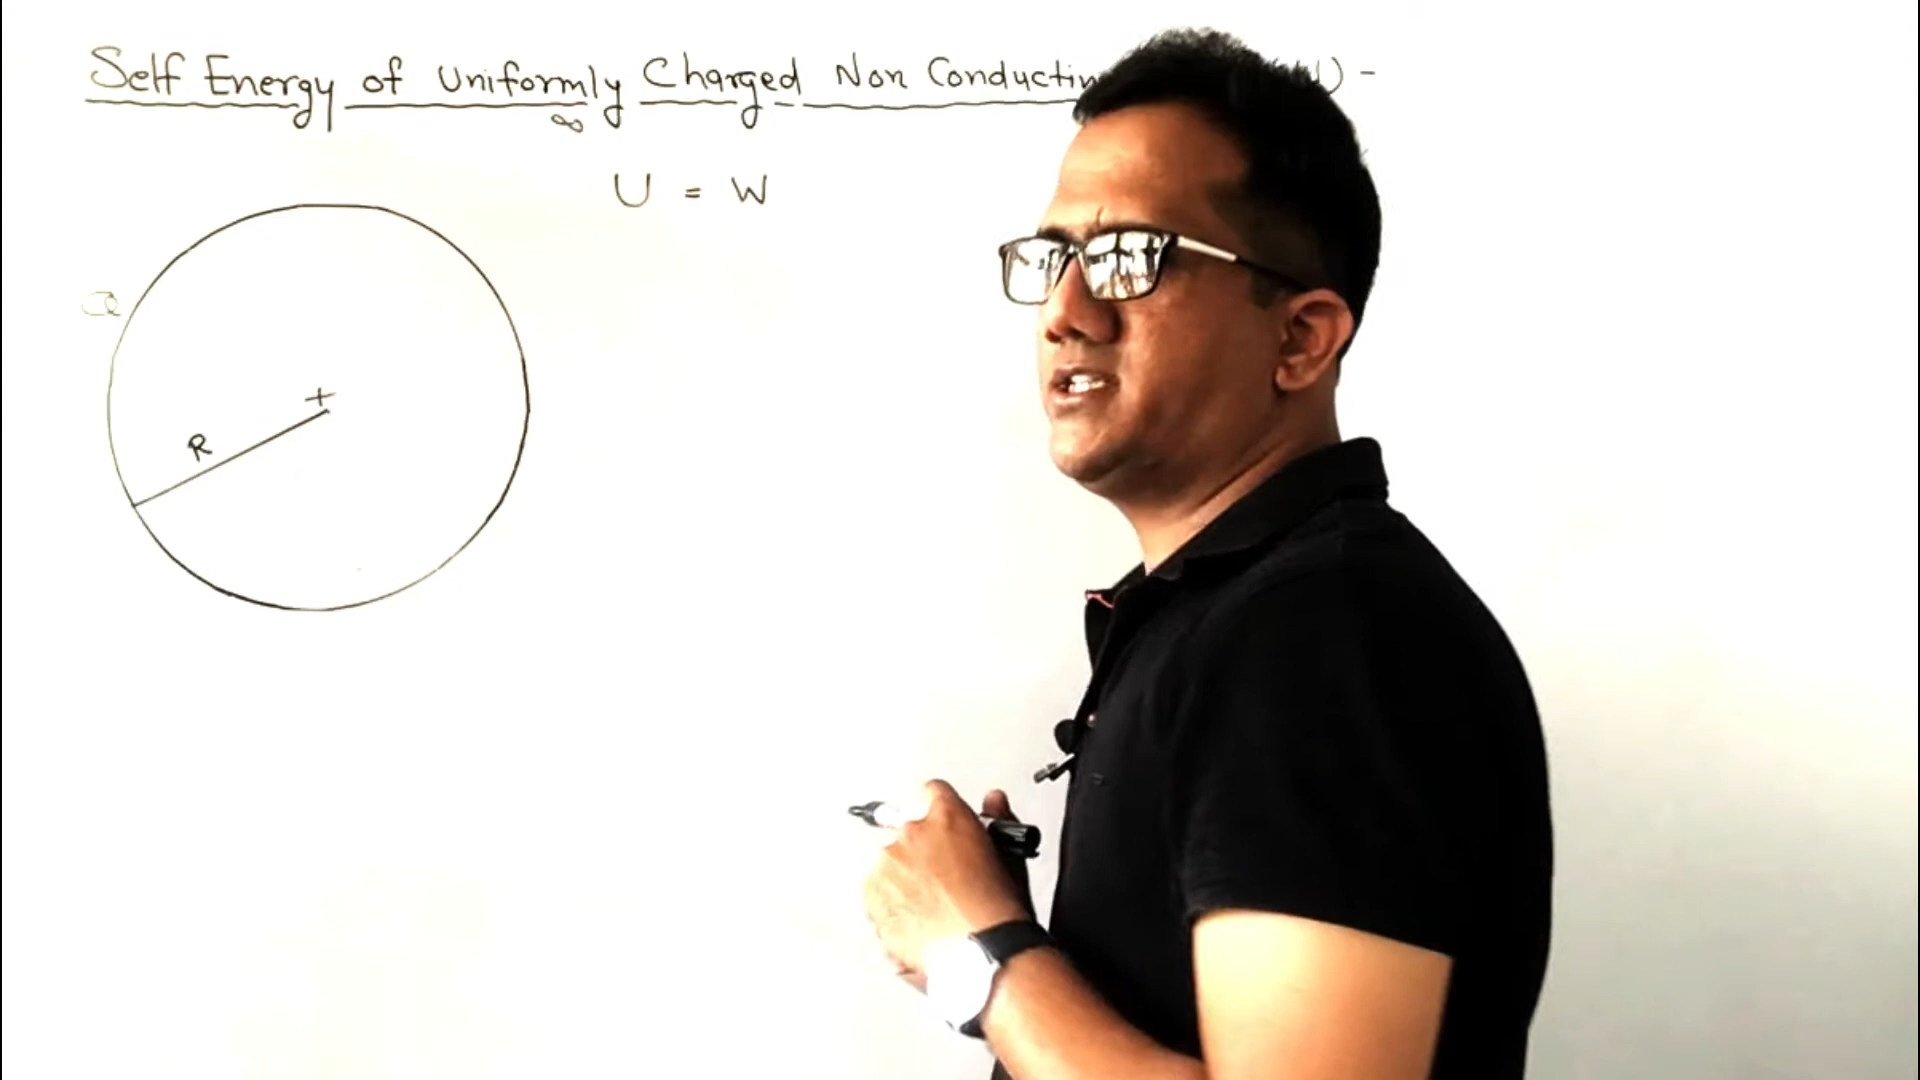 Self Energy of Uniformly Charged Non Conductin
∞
U = W
Q
+
R